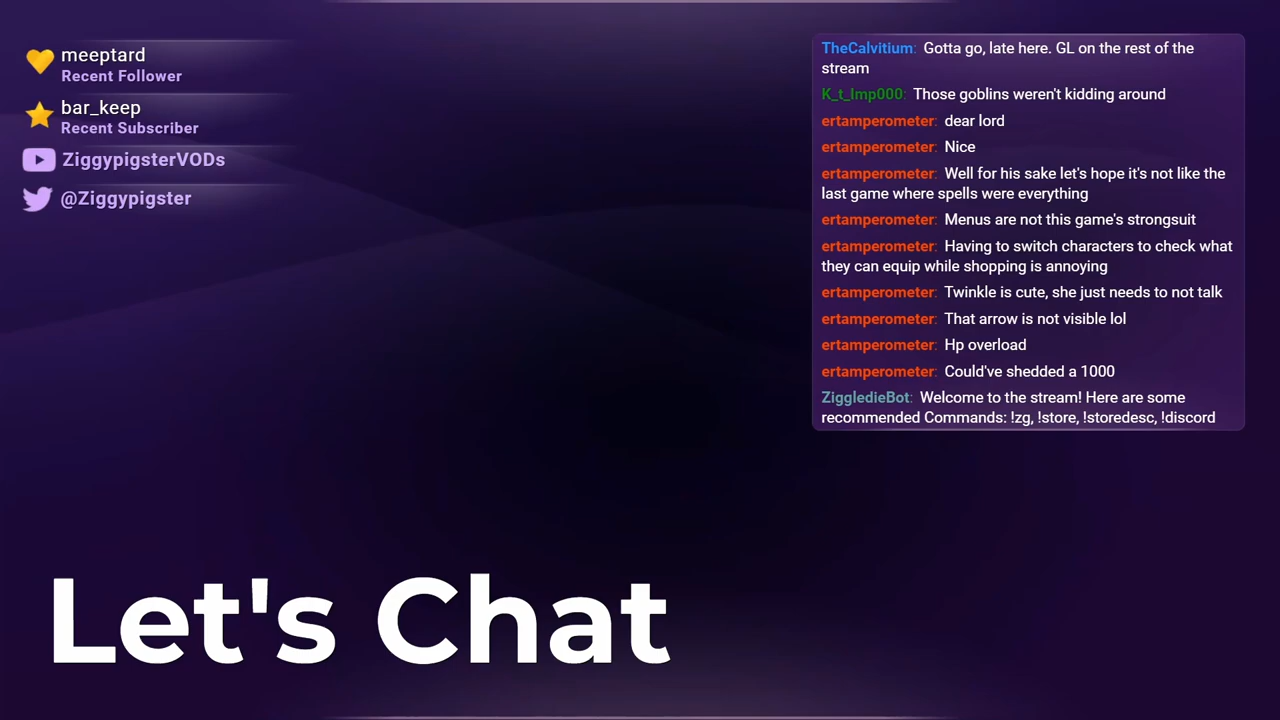 meeptard
Recent Follower
bar_keep
Recent Subscriber
ZiggypigsterVODs
@Ziggypigster
TheCalvitium: Gotta go, late here. GL on the rest of the
stream
K_t_Imp000: Those goblins weren't kidding around
ertamperometer: dear lord
ertamperometer: Nice
ertamperometer: Well for his sake let's hope it's not like the
last game where spells were everything
ertamperometer: Menus are not this game's strongsuit
ertamperometer: Having to switch characters to check what
they can equip while shopping is annoying
ertamperometer: Twinkle is cute, she just needs to not talk
ertamperometer: That arrow is not visible lol
ertamperometer: Hp overload
ertamperometer: Could've shedded a 1000
ZiggledieBot: Welcome to the stream! Here are some
recommended Commands: !zg, !store, !storedesc, !discord
Let's Chat